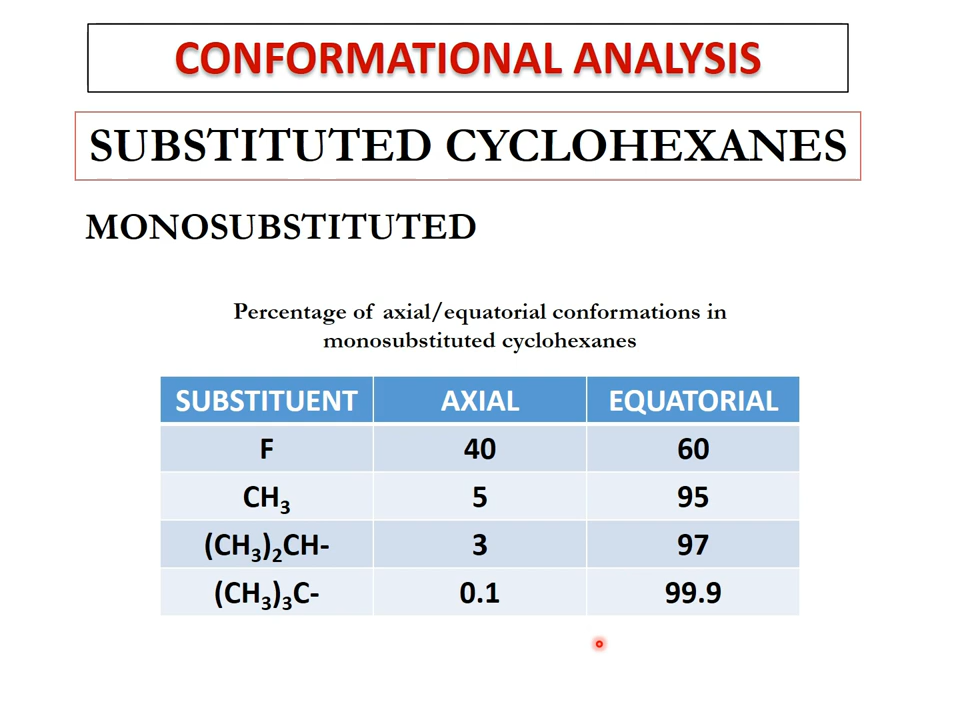 CONFORMATIONAL ANALYSIS
SUBSTITUTED CYCLOHEXANES
MONOSUBSTITUTED
Percentage of axial/equatorial conformations in
monosubstituted cyclohexanes
SUBSTITUENT AXIAL EQUATORIAL
F 40 60
CH₃ 5 95
(CH₃)₂CH- 3 97
(CH₃)₃C- 0.1 99.9